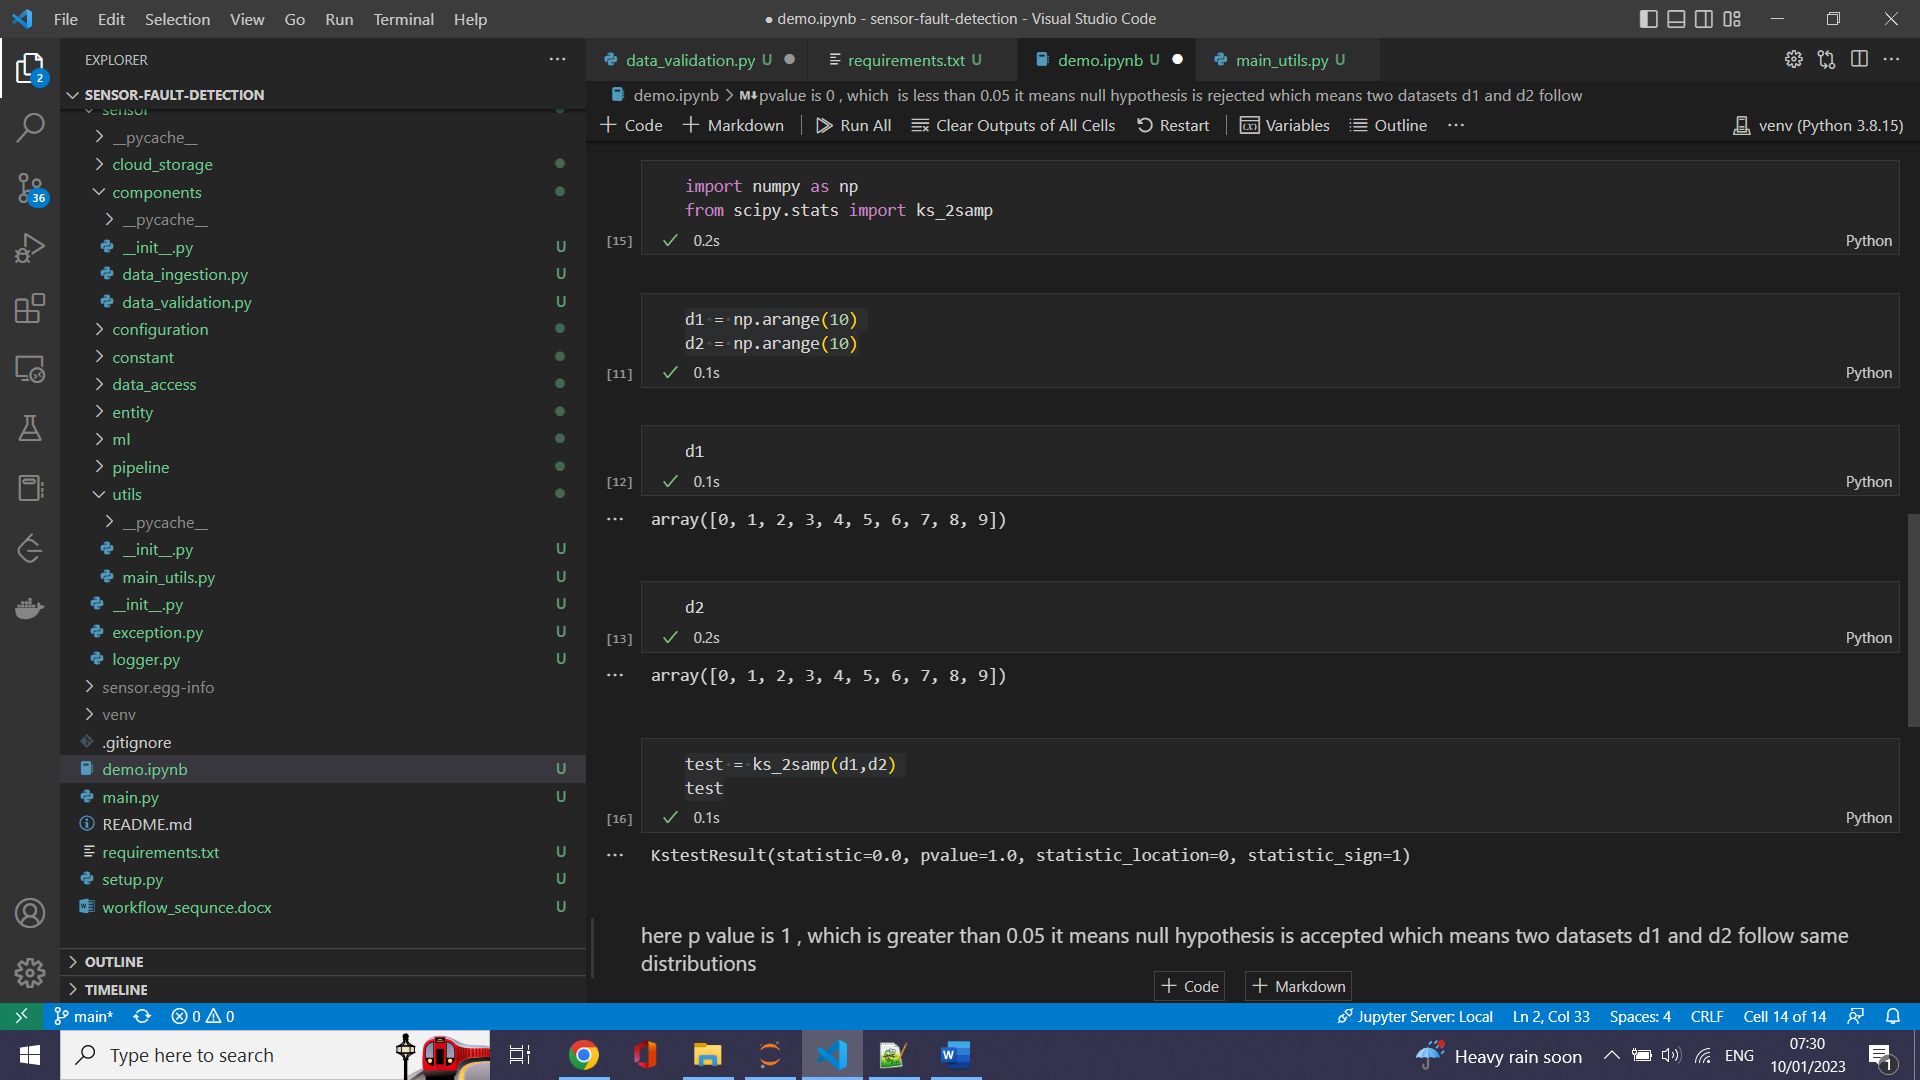 File Edit Selection View Go Run Terminal Help
● demo.ipynb - sensor-fault-detection - Visual Studio Code
EXPLORER
SENSOR-FAULT-DETECTION
sensor
__pycache__
cloud_storage
components
__pycache__
__init__.py U
data_ingestion.py U
data_validation.py U
configuration
constant
data_access
entity
ml
pipeline
utils
__pycache__
__init__.py U
main_utils.py U
__init__.py U
exception.py U
logger.py U
sensor.egg-info
venv
.gitignore
demo.ipynb U
main.py U
README.md
requirements.txt U
setup.py U
workflow_sequnce.docx U
OUTLINE
TIMELINE
2
36
data_validation.py U ● requirements.txt U demo.ipynb U ● main_utils.py U
demo.ipynb > M↓pvalue is 0 , which is less than 0.05 it means null hypothesis is rejected which means two datasets d1 and d2 follow
+ Code + Markdown Run All Clear Outputs of All Cells Restart Variables Outline ··· venv (Python 3.8.15)
import numpy as np
from scipy.stats import ks_2samp
[15] ✓ 0.2s Python
d1 = np.arange(10)
d2 = np.arange(10)
[11] ✓ 0.1s Python
d1
[12] ✓ 0.1s Python
··· array([0, 1, 2, 3, 4, 5, 6, 7, 8, 9])
d2
[13] ✓ 0.2s Python
··· array([0, 1, 2, 3, 4, 5, 6, 7, 8, 9])
test = ks_2samp(d1,d2)
test
[16] ✓ 0.1s Python
··· KstestResult(statistic=0.0, pvalue=1.0, statistic_location=0, statistic_sign=1)
here p value is 1 , which is greater than 0.05 it means null hypothesis is accepted which means two datasets d1 and d2 follow same
distributions
+ Code + Markdown
main* 0 0 Jupyter Server: Local Ln 2, Col 33 Spaces: 4 CRLF Cell 14 of 14
Type here to search
Heavy rain soon ENG
07:30
10/01/2023
1